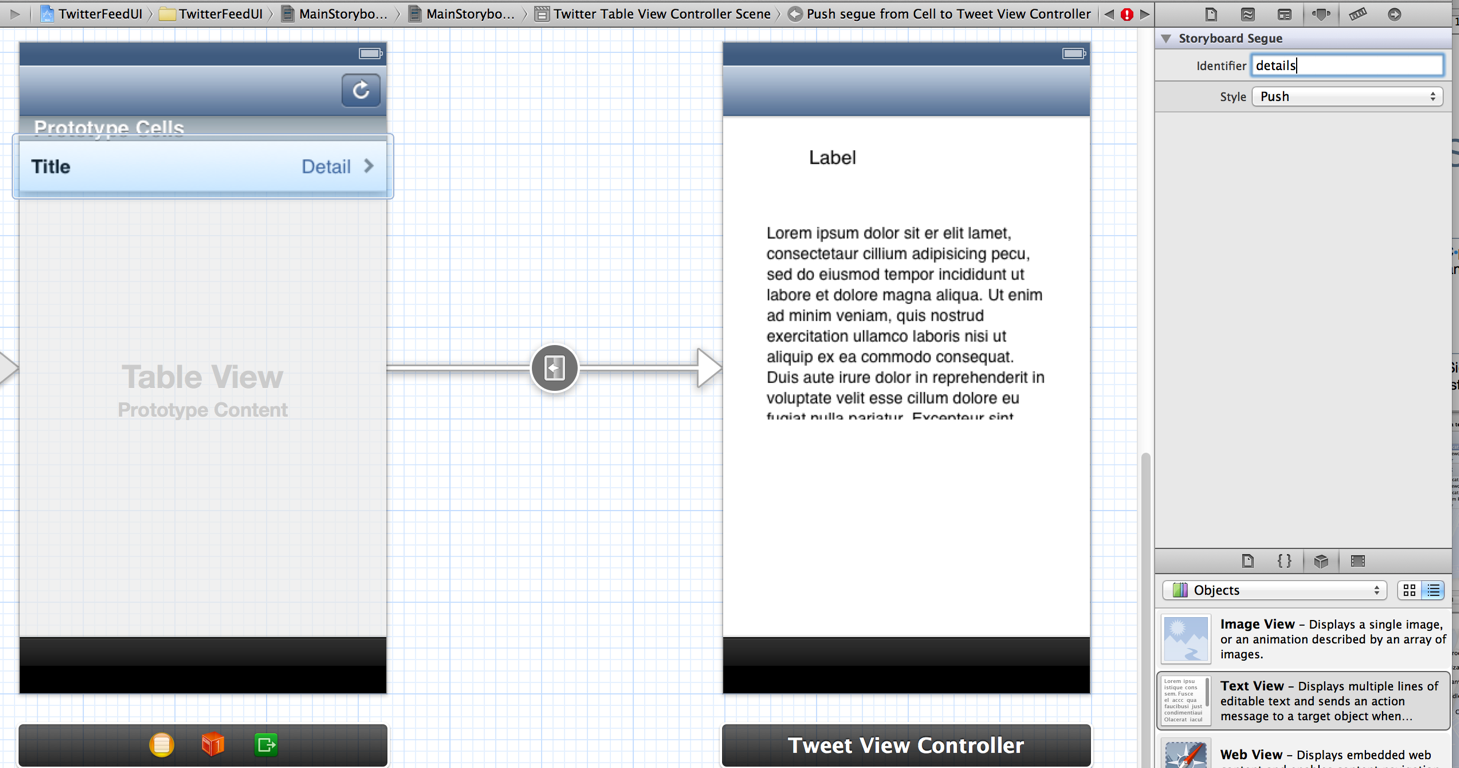 TwitterFeedUI
TwitterFeedUI
MainStorybo...
MainStorybo...
Twitter Table View Controller Scene
Push segue from Cell to Tweet View Controller
Storyboard Segue
Identifier details
Style Push
Prototype Cells
Title
Detail
Table View
Prototype Content
Label
Lorem ipsum dolor sit er elit lamet,
consectetaur cillium adipisicing pecu,
sed do eiusmod tempor incididunt ut
labore et dolore magna aliqua. Ut enim
ad minim veniam, quis nostrud
exercitation ullamco laboris nisi ut
aliquip ex ea commodo consequat.
Duis aute irure dolor in reprehenderit in
voluptate velit esse cillum dolore eu
fugiat nulla pariatur. Excepteur sint
Tweet View Controller
{ }
Objects
Image View – Displays a single image,
or an animation described by an array of
images.
Text View – Displays multiple lines of
editable text and sends an action
message to a target object when...
Web View – Displays embedded web